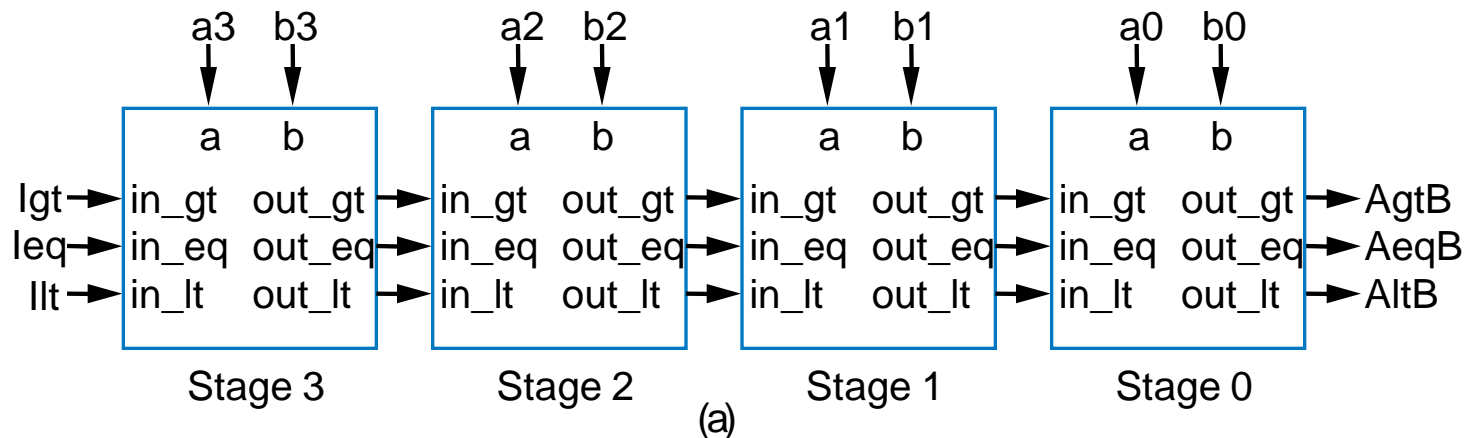 a3 b3 a2 b2 a1 b1 a0 b0
a b a b a b a b
Igt in_gt out_gt in_gt out_gt in_gt out_gt in_gt out_gt AgtB
Ieq in_eq out_eq in_eq out_eq in_eq out_eq in_eq out_eq AeqB
Ilt in_lt out_lt in_lt out_lt in_lt out_lt in_lt out_lt AltB
Stage 3 Stage 2 Stage 1 Stage 0
(a)